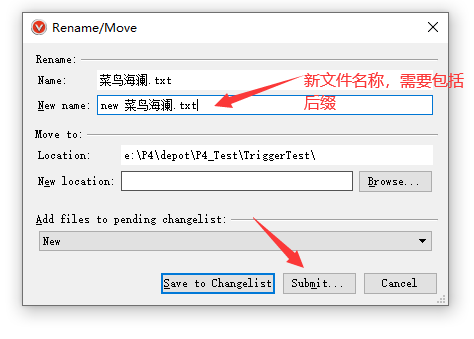 Rename/Move
Rename:
Name: 菜鸟海澜.txt
New name: new 菜鸟海澜.txt
新文件名称，需要包括
后缀
Move to:
Location: e:\P4\depot\P4_Test\TriggerTest\
New location: Browse...
Add files to pending changelist:
New
Save to Changelist Submit... Cancel